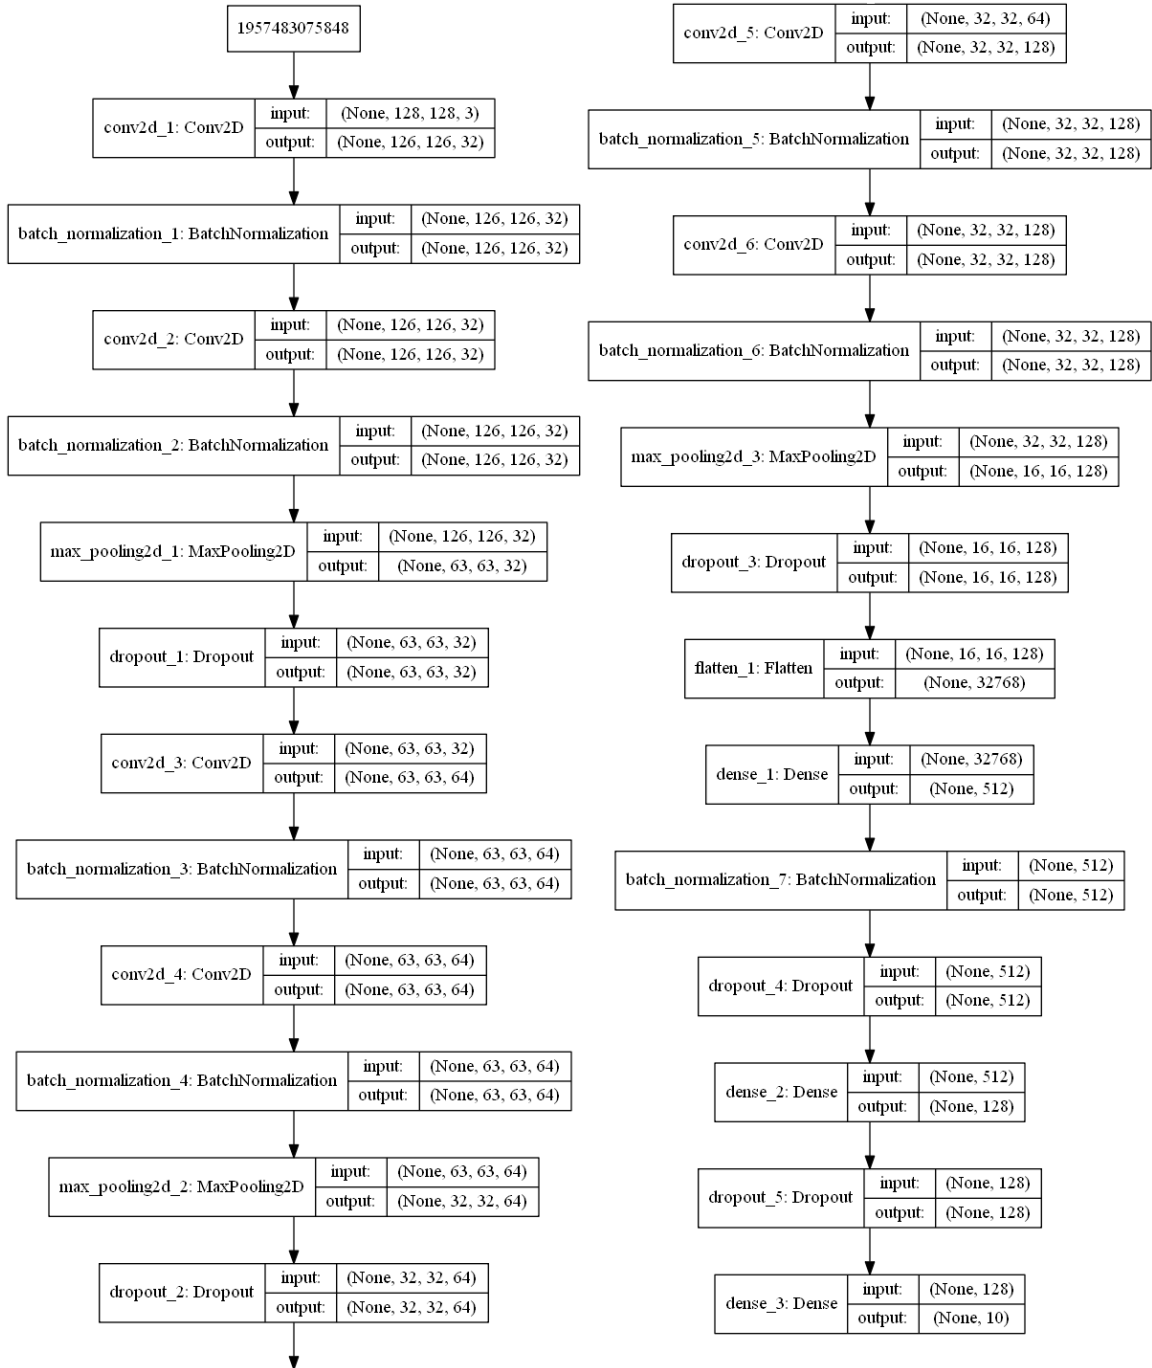 1957483075848
conv2d_1: Conv2D
input: (None, 128, 128, 3)
output: (None, 126, 126, 32)
batch_normalization_1: BatchNormalization
input: (None, 126, 126, 32)
output: (None, 126, 126, 32)
conv2d_2: Conv2D
input: (None, 126, 126, 32)
output: (None, 126, 126, 32)
batch_normalization_2: BatchNormalization
input: (None, 126, 126, 32)
output: (None, 126, 126, 32)
max_pooling2d_1: MaxPooling2D
input: (None, 126, 126, 32)
output: (None, 63, 63, 32)
dropout_1: Dropout
input: (None, 63, 63, 32)
output: (None, 63, 63, 32)
conv2d_3: Conv2D
input: (None, 63, 63, 32)
output: (None, 63, 63, 64)
batch_normalization_3: BatchNormalization
input: (None, 63, 63, 64)
output: (None, 63, 63, 64)
conv2d_4: Conv2D
input: (None, 63, 63, 64)
output: (None, 63, 63, 64)
batch_normalization_4: BatchNormalization
input: (None, 63, 63, 64)
output: (None, 63, 63, 64)
max_pooling2d_2: MaxPooling2D
input: (None, 63, 63, 64)
output: (None, 32, 32, 64)
dropout_2: Dropout
input: (None, 32, 32, 64)
output: (None, 32, 32, 64)
conv2d_5: Conv2D
input: (None, 32, 32, 64)
output: (None, 32, 32, 128)
batch_normalization_5: BatchNormalization
input: (None, 32, 32, 128)
output: (None, 32, 32, 128)
conv2d_6: Conv2D
input: (None, 32, 32, 128)
output: (None, 32, 32, 128)
batch_normalization_6: BatchNormalization
input: (None, 32, 32, 128)
output: (None, 32, 32, 128)
max_pooling2d_3: MaxPooling2D
input: (None, 32, 32, 128)
output: (None, 16, 16, 128)
dropout_3: Dropout
input: (None, 16, 16, 128)
output: (None, 16, 16, 128)
flatten_1: Flatten
input: (None, 16, 16, 128)
output: (None, 32768)
dense_1: Dense
input: (None, 32768)
output: (None, 512)
batch_normalization_7: BatchNormalization
input: (None, 512)
output: (None, 512)
dropout_4: Dropout
input: (None, 512)
output: (None, 512)
dense_2: Dense
input: (None, 512)
output: (None, 128)
dropout_5: Dropout
input: (None, 128)
output: (None, 128)
dense_3: Dense
input: (None, 128)
output: (None, 10)